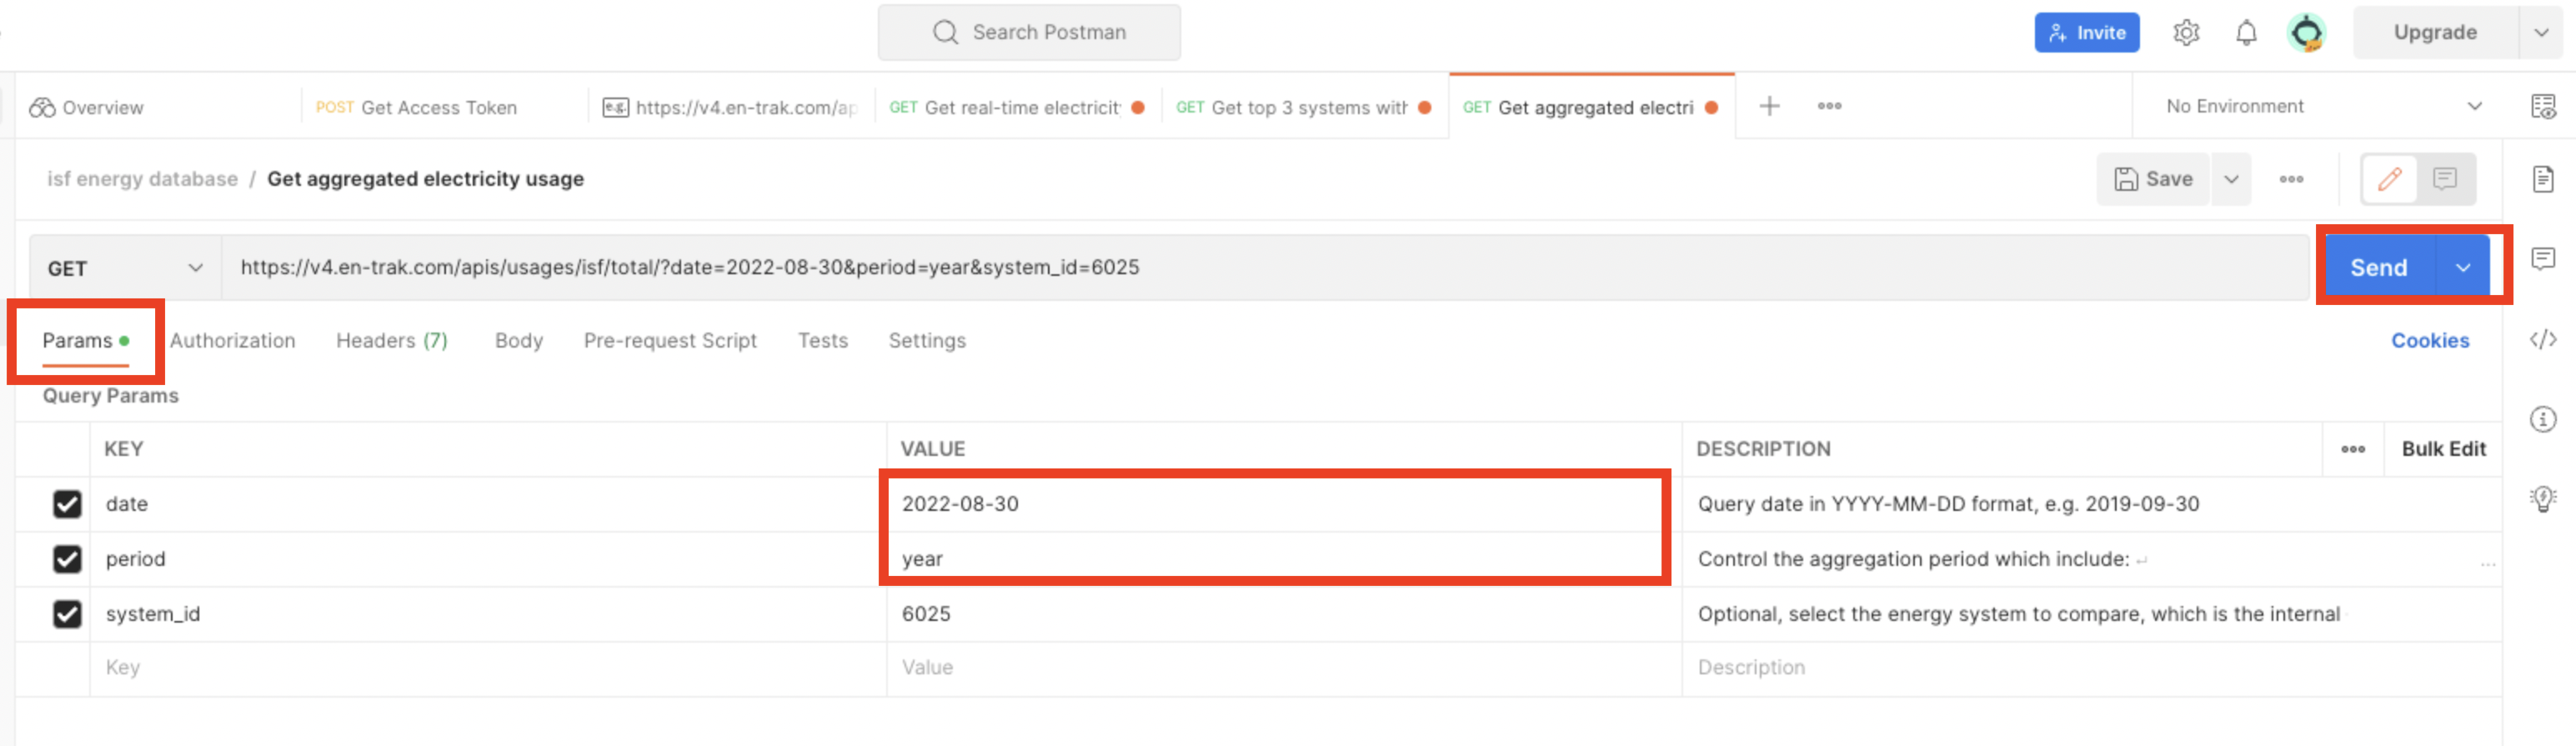 Search Postman
Invite
Upgrade
Overview
POST Get Access Token
e.g. https://v4.en-trak.com/ap
GET Get real-time electricit
GET Get top 3 systems with
GET Get aggregated electri
No Environment
isf energy database / Get aggregated electricity usage
Save
GET
https://v4.en-trak.com/apis/usages/isf/total/?date=2022-08-30&period=year&system_id=6025
Send
Params
Authorization
Headers (7)
Body
Pre-request Script
Tests
Settings
Cookies
Query Params
KEY
VALUE
DESCRIPTION
Bulk Edit
date
2022-08-30
Query date in YYYY-MM-DD format, e.g. 2019-09-30
period
year
Control the aggregation period which include: ↵
...
system_id
6025
Optional, select the energy system to compare, which is the internal
Key
Value
Description